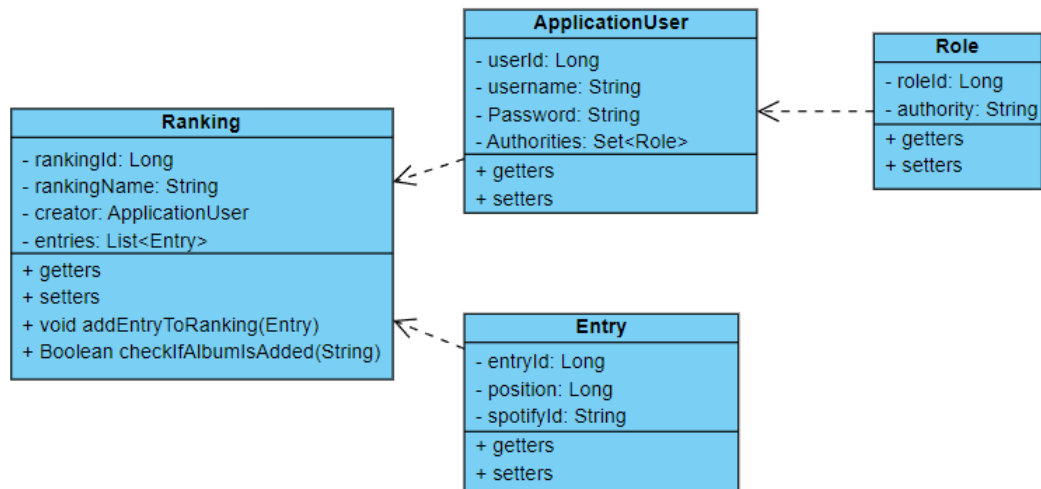 Ranking
- rankingId: Long
- rankingName: String
- creator: ApplicationUser
- entries: List<Entry>
+ getters
+ setters
+ void addEntryToRanking(Entry)
+ Boolean checkIfAlbumIsAdded(String)
ApplicationUser
- userId: Long
- username: String
- Password: String
- Authorities: Set<Role>
+ getters
+ setters
Role
- roleId: Long
- authority: String
+ getters
+ setters
Entry
- entryId: Long
- position: Long
- spotifyId: String
+ getters
+ setters